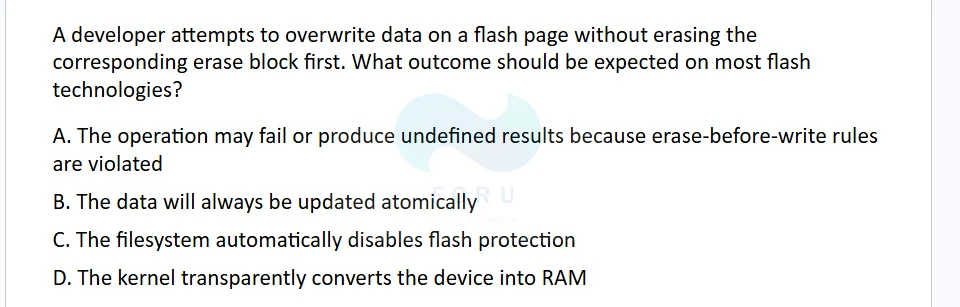 A developer attempts to overwrite data on a flash page without erasing the
corresponding erase block first. What outcome should be expected on most flash
technologies?
A. The operation may fail or produce undefined results because erase-before-write rules
are violated
B. The data will always be updated atomically
C. The filesystem automatically disables flash protection
D. The kernel transparently converts the device into RAM